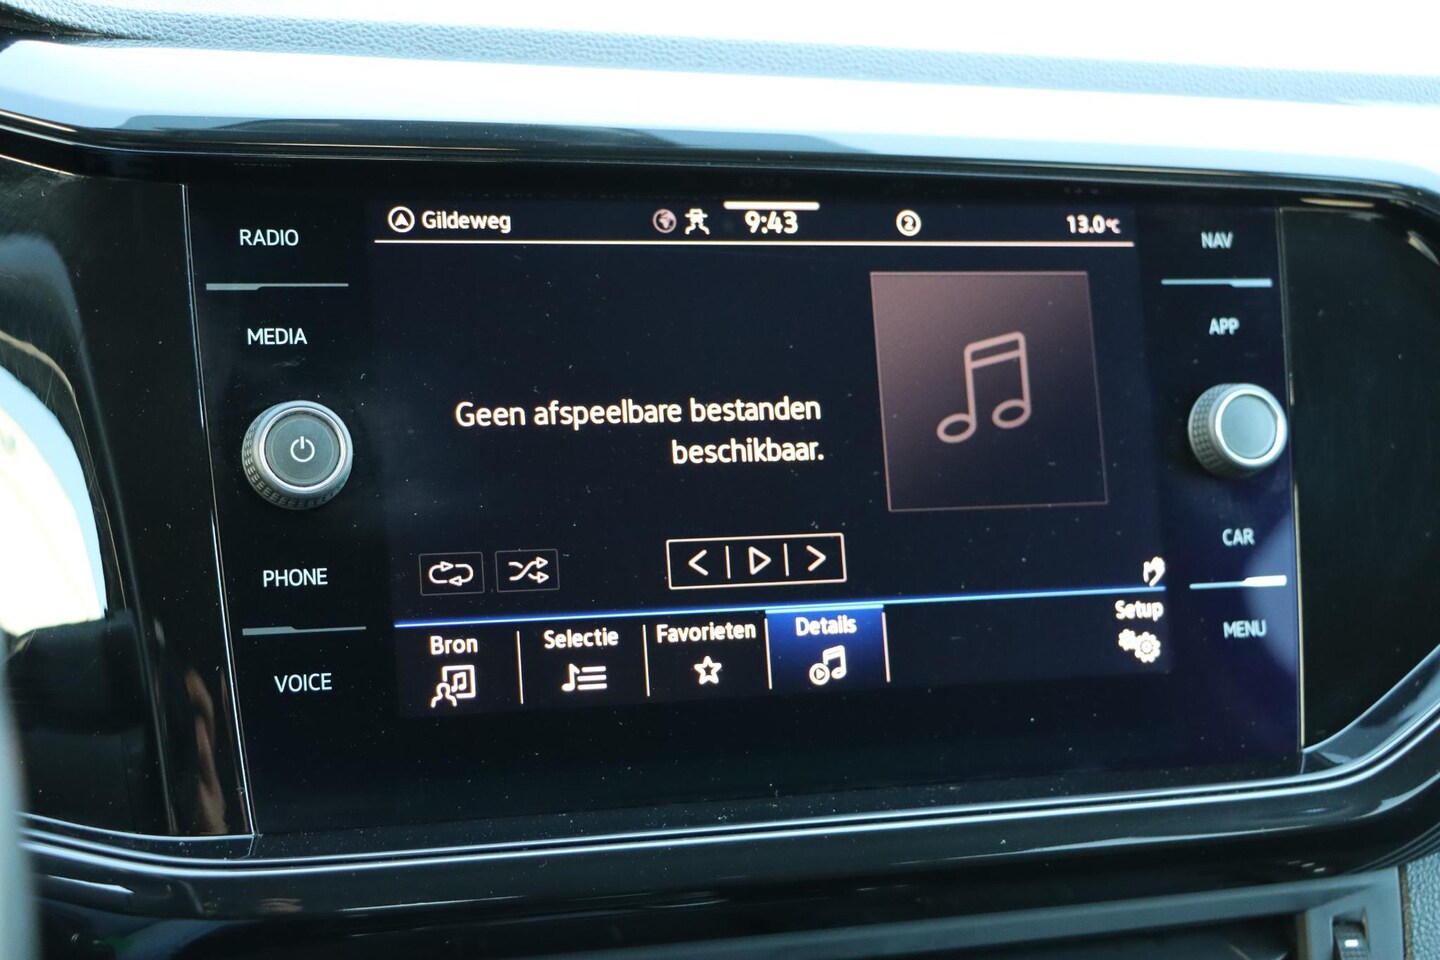 RADIO
MEDIA
PHONE
VOICE
Gildeweg
9:43
2
13.0°C
Geen afspeelbare bestanden
beschikbaar.
Bron
Selectie
Favorieten
Details
Setup
NAV
APP
CAR
MENU